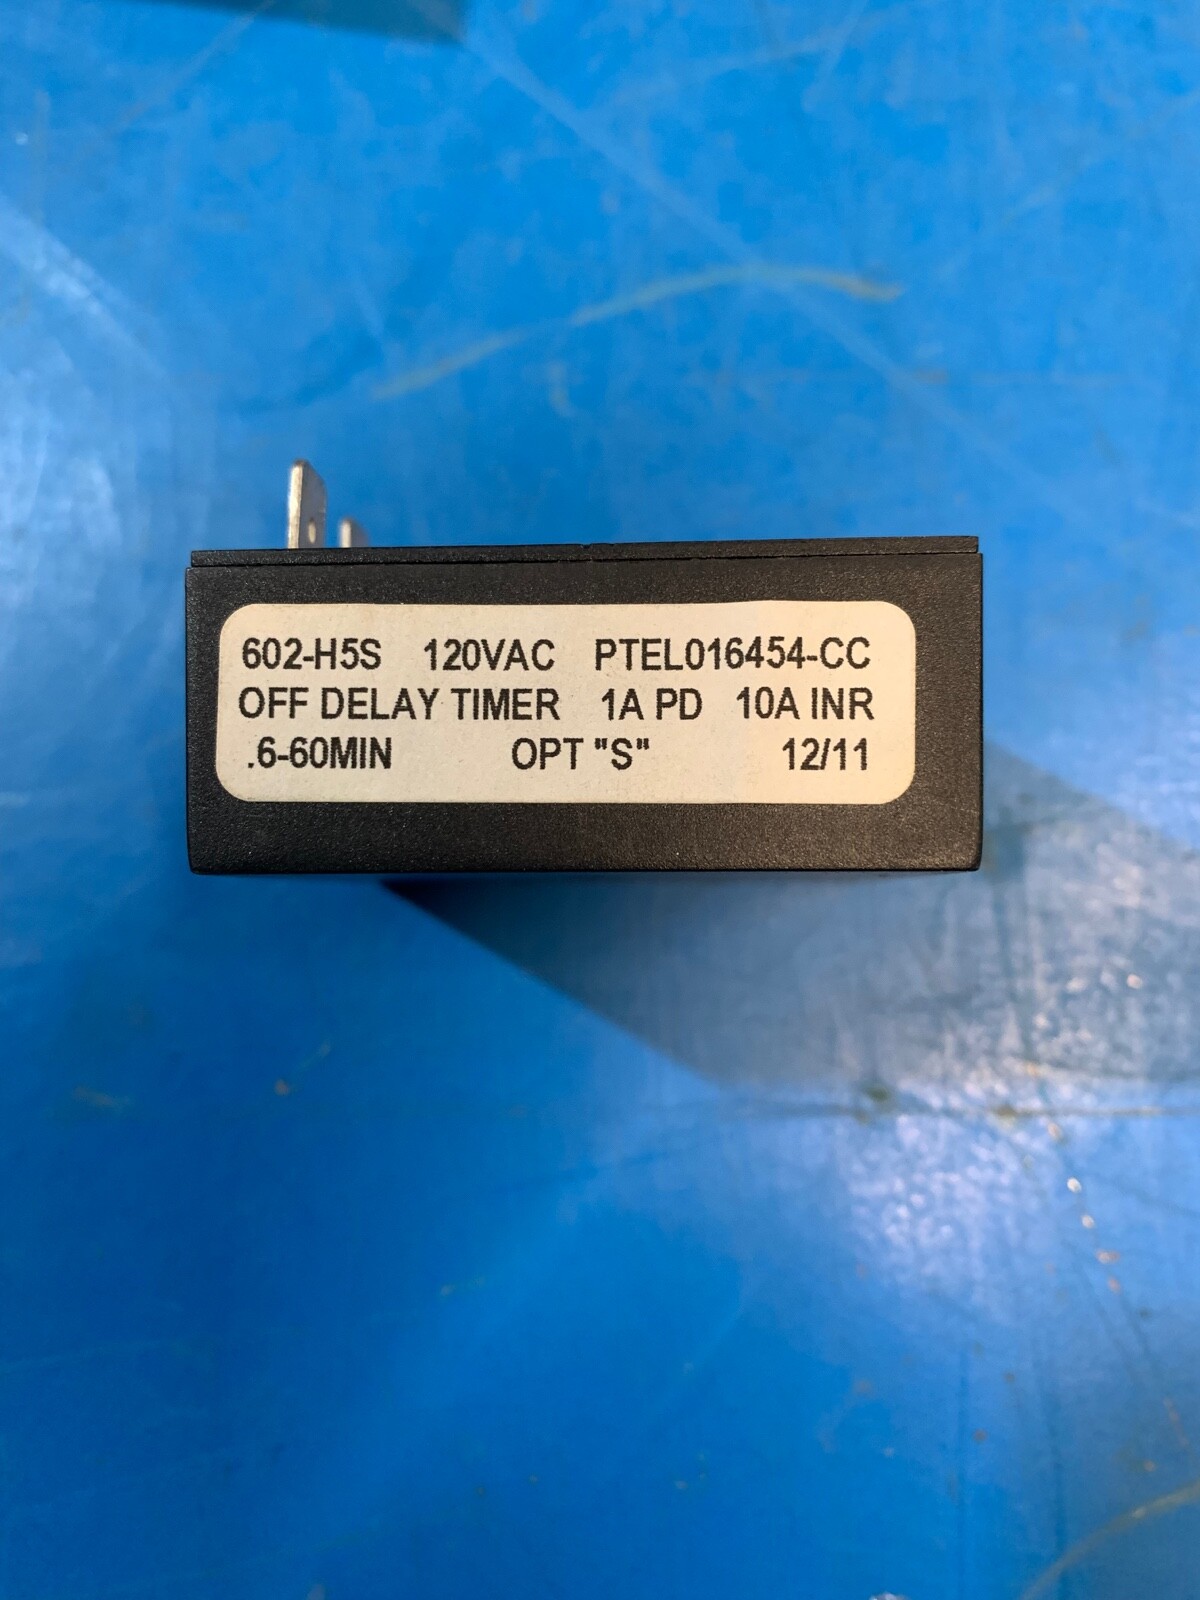 602-H5S 120VAC PTEL016454-CC
OFF DELAY TIMER 1A PD 10A INR
.6-60MIN OPT "S" 12/11